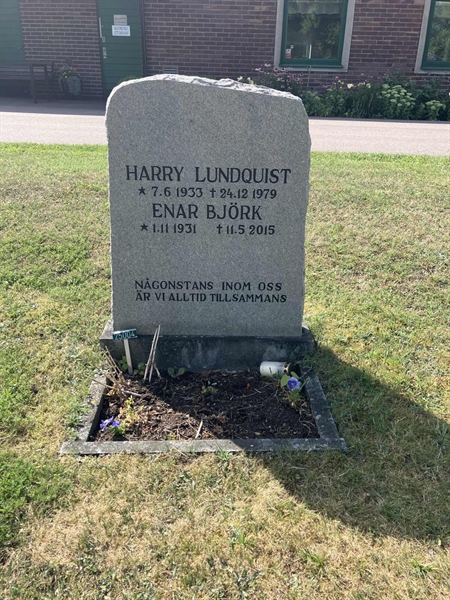 HARRY LUNDQUIST
* 7.6 1933 † 24.12 1979
ENAR BJÖRK
* 1.11 1931 † 11.5 2015
NÅGONSTANS INOM OSS
ÄR VI ALLTID TILLSAMMANS